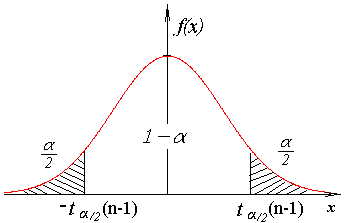 f(x)
α/2
1-α
α/2
-t α/2 (n-1)
t α/2 (n-1)
x